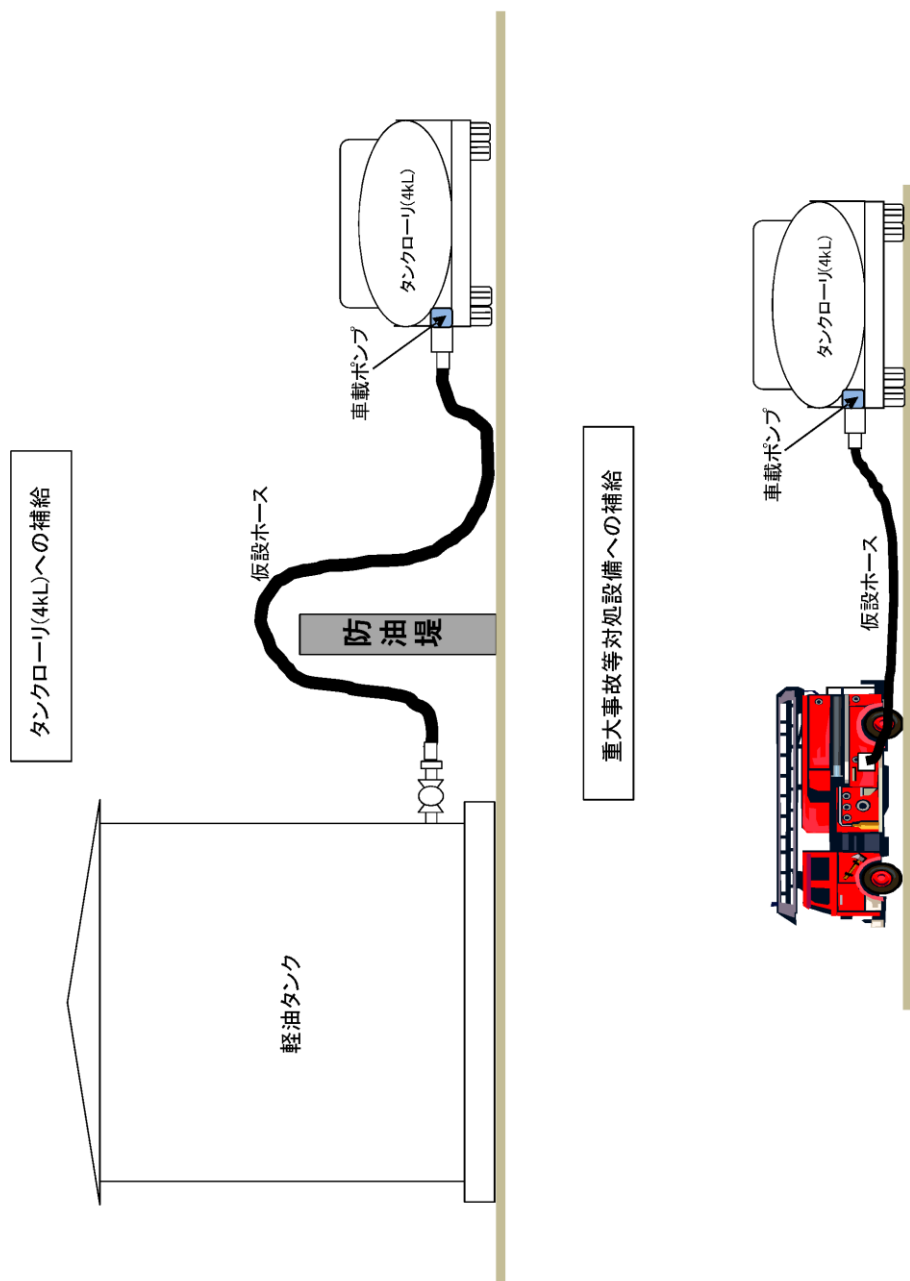 タンクローリ(4kL)への補給
軽油タンク
防油堤
仮設ホース
車載ポンプ
タンクローリ(4kL)
重大事故等対処設備への補給
仮設ホース
車載ポンプ
タンクローリ(4kL)